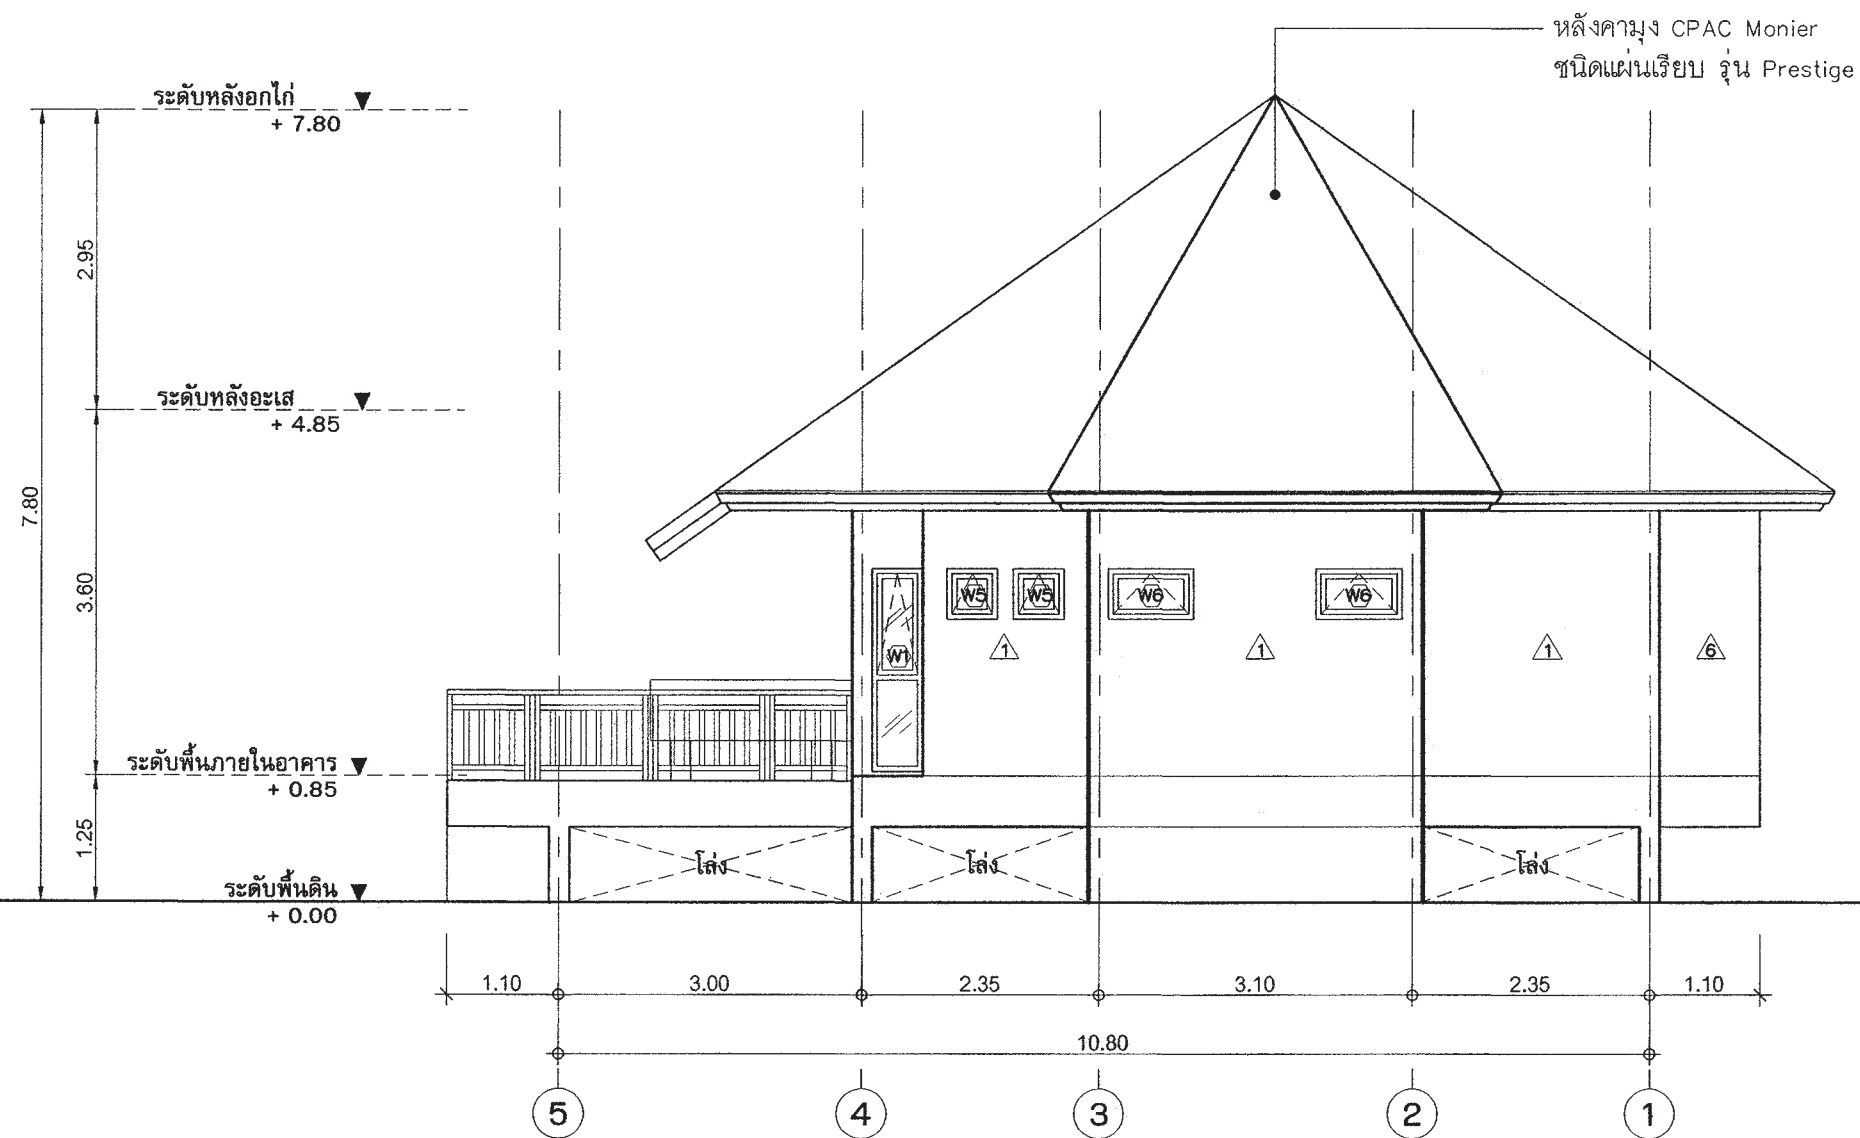 หลังคามุง CPAC Monier
ชนิดแผ่นเรียบ รุ่น Prestige
ระดับหลังอกไก่
+ 7.80
2.95
ระดับหลังอะเส
+ 4.85
7.80
3.60
W5 W5 W6 W6
W1 1 1 1 6
ระดับพื้นภายในอาคาร
+ 0.85
1.25
โล่ง โล่ง โล่ง
ระดับพื้นดิน
+ 0.00
1.10 3.00 2.35 3.10 2.35 1.10
10.80
5 4 3 2 1